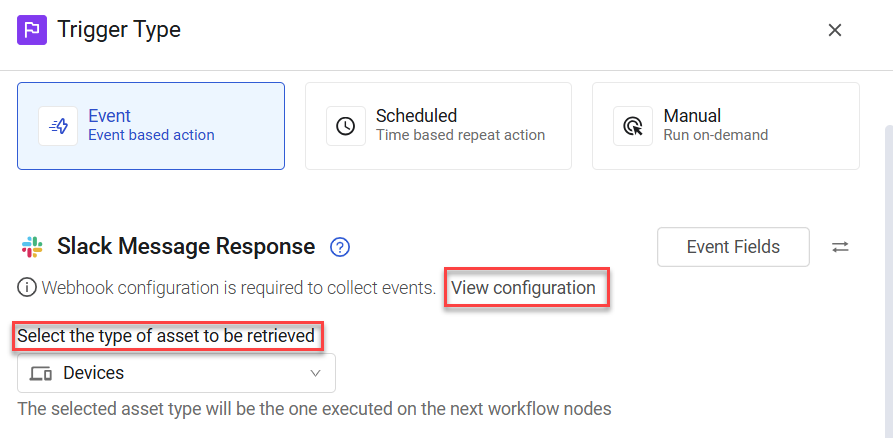 Trigger Type
Event
Event based action
Scheduled
Time based repeat action
Manual
Run on-demand
Slack Message Response
Event Fields
Webhook configuration is required to collect events. View configuration
Select the type of asset to be retrieved
Devices
The selected asset type will be the one executed on the next workflow nodes